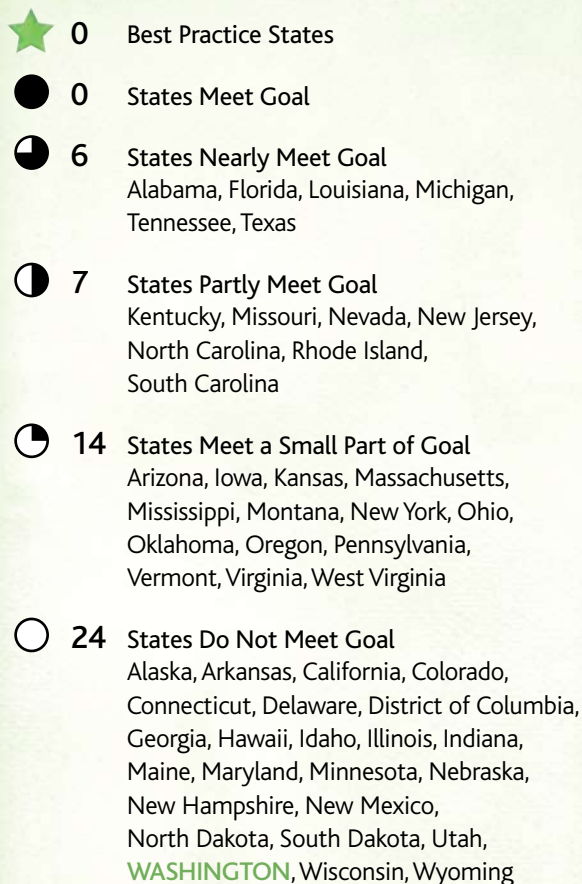 0 Best Practice States
0 States Meet Goal
6 States Nearly Meet Goal
Alabama, Florida, Louisiana, Michigan,
Tennessee, Texas
7 States Partly Meet Goal
Kentucky, Missouri, Nevada, New Jersey,
North Carolina, Rhode Island,
South Carolina
14 States Meet a Small Part of Goal
Arizona, Iowa, Kansas, Massachusetts,
Mississippi, Montana, New York, Ohio,
Oklahoma, Oregon, Pennsylvania,
Vermont, Virginia, West Virginia
24 States Do Not Meet Goal
Alaska, Arkansas, California, Colorado,
Connecticut, Delaware, District of Columbia,
Georgia, Hawaii, Idaho, Illinois, Indiana,
Maine, Maryland, Minnesota, Nebraska,
New Hampshire, New Mexico,
North Dakota, South Dakota, Utah,
WASHINGTON, Wisconsin, Wyoming